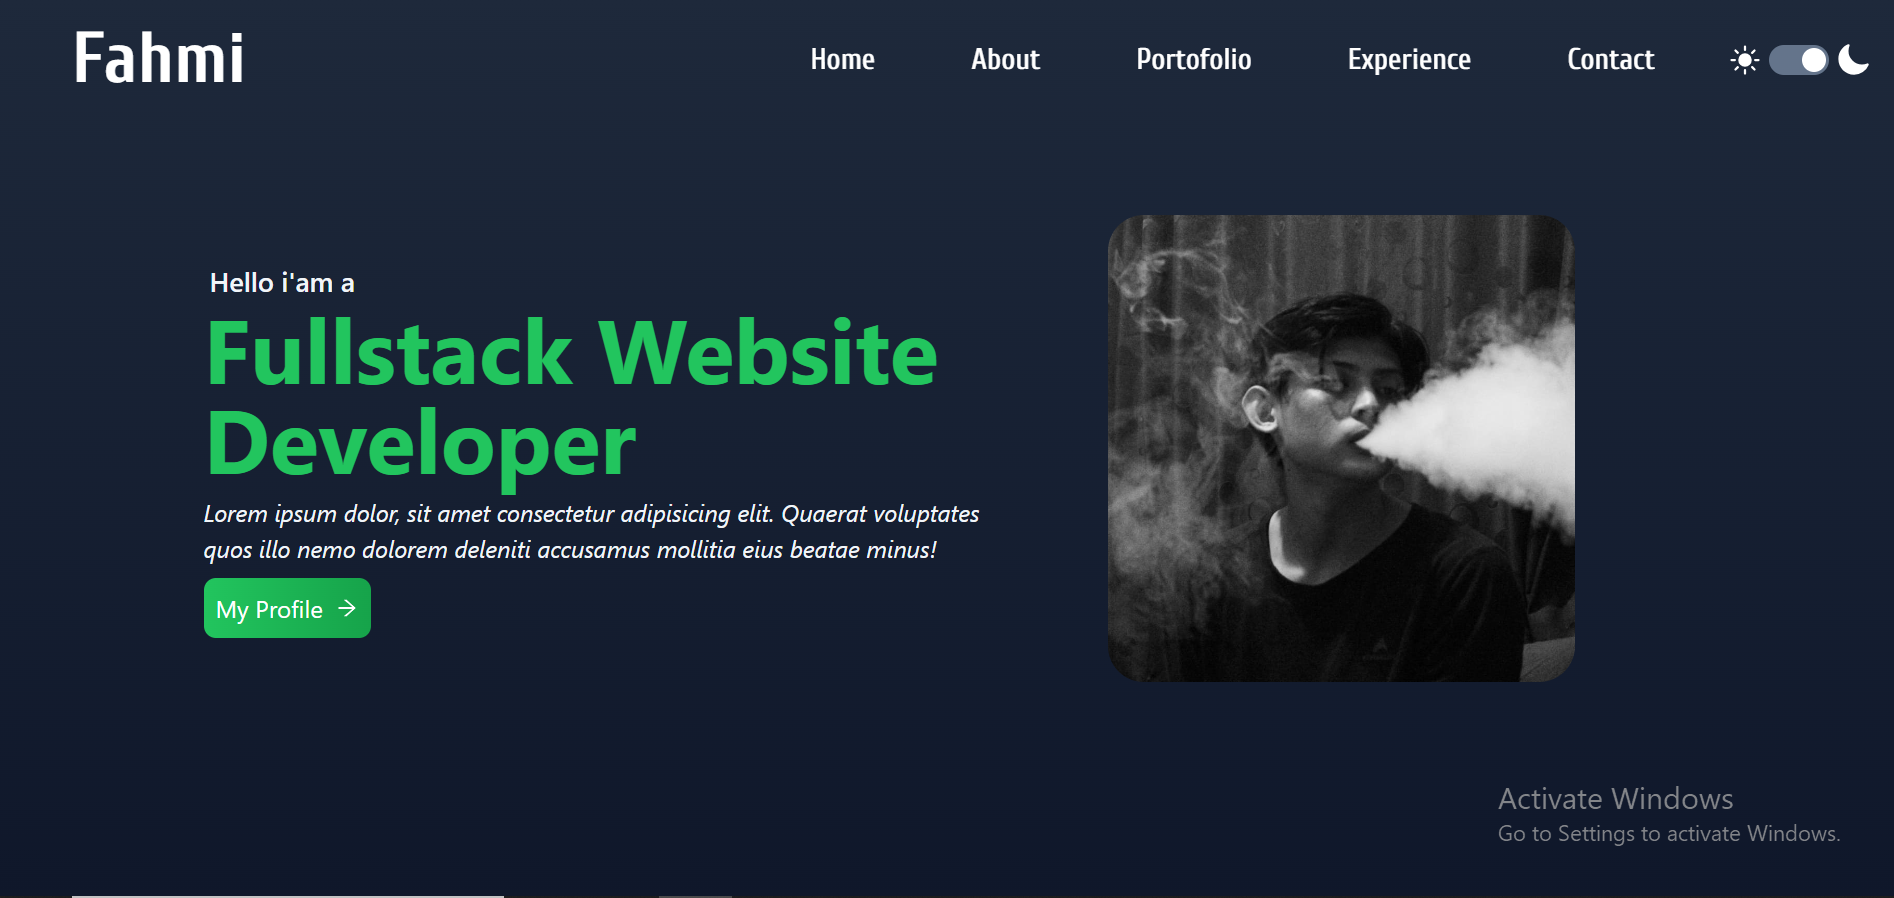 Fahmi
Home
About
Portofolio
Experience
Contact
Hello i'am a
Fullstack Website
Developer
Lorem ipsum dolor, sit amet consectetur adipisicing elit. Quaerat voluptates
quos illo nemo dolorem deleniti accusamus mollitia eius beatae minus!
My Profile
Activate Windows
Go to Settings to activate Windows.